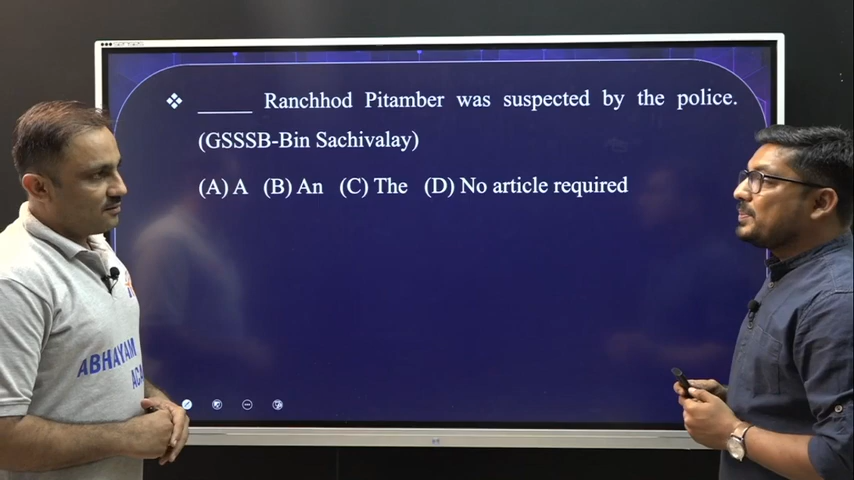 ❖ _____ Ranchhod Pitamber was suspected by the police.
(GSSSB-Bin Sachivalay)
(A) A (B) An (C) The (D) No article required
ABHAYAM